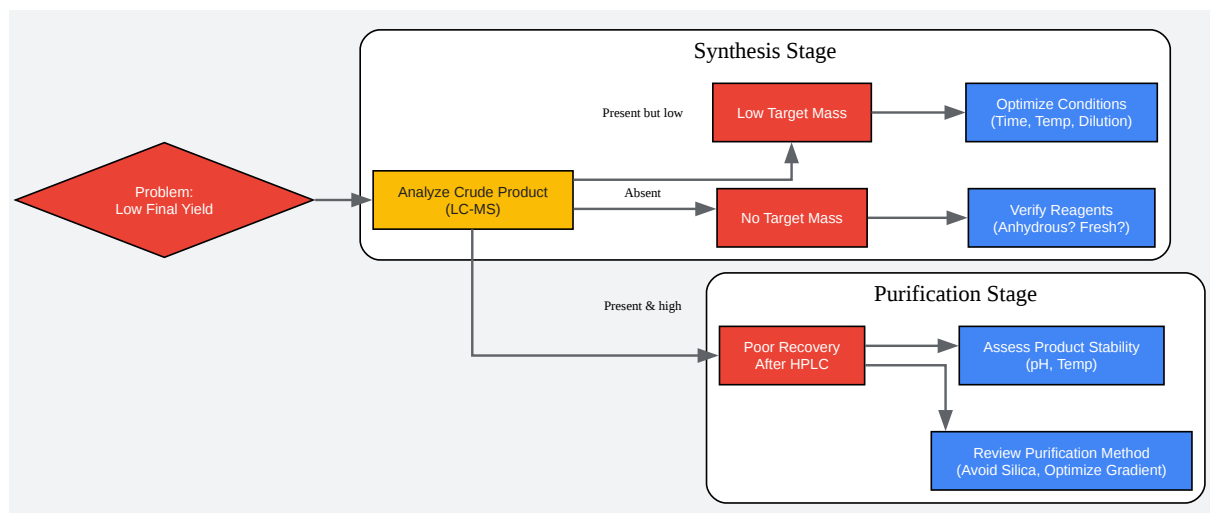 Synthesis Stage
Problem:
Low Final Yield
Analyze Crude Product
(LC-MS)
Present but low
Low Target Mass
Optimize Conditions
(Time, Temp, Dilution)
Absent
No Target Mass
Verify Reagents
(Anhydrous? Fresh?)
Purification Stage
Present & high
Poor Recovery
After HPLC
Assess Product Stability
(pH, Temp)
Review Purification Method
(Avoid Silica, Optimize Gradient)